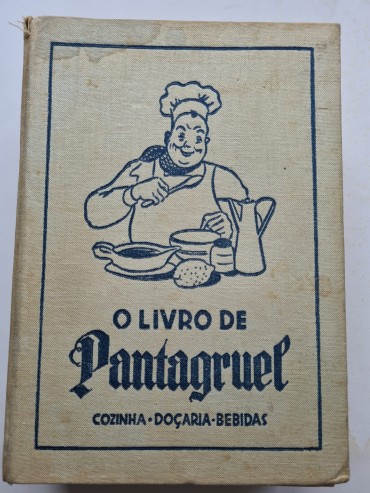 O LIVRO DE
Pantagruel
COZINHA • DOÇARIA • BEBIDAS